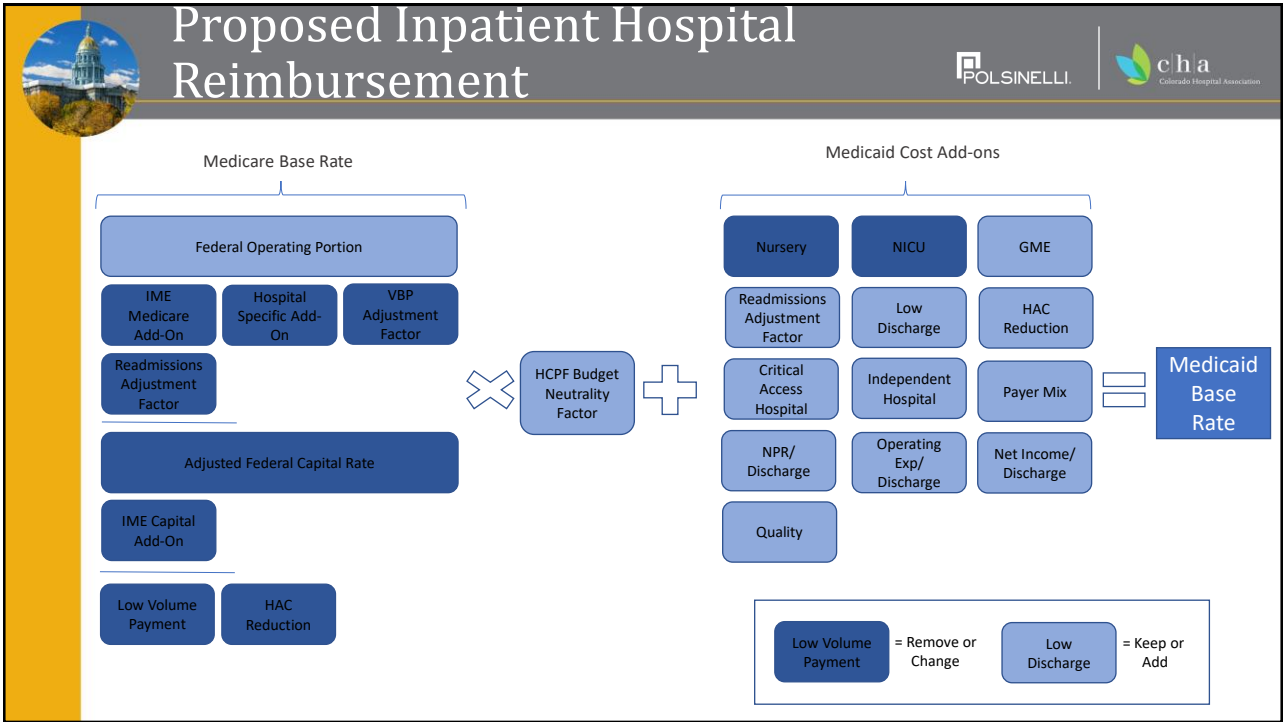 Proposed Inpatient Hospital
Reimbursement
POLSINELLI.
c|h|a
Colorado Hospital Association
Medicare Base Rate
Federal Operating Portion
IME
Medicare
Add-On
Hospital
Specific Add-
On
VBP
Adjustment
Factor
Readmissions
Adjustment
Factor
Adjusted Federal Capital Rate
IME Capital
Add-On
Low Volume
Payment
HAC
Reduction
HCPF Budget
Neutrality
Factor
Medicaid Cost Add-ons
Nursery
NICU
GME
Readmissions
Adjustment
Factor
Low
Discharge
HAC
Reduction
Critical
Access
Hospital
Independent
Hospital
Payer Mix
NPR/
Discharge
Operating
Exp/
Discharge
Net Income/
Discharge
Quality
Medicaid
Base
Rate
Low Volume
Payment
= Remove or
Change
Low
Discharge
= Keep or
Add